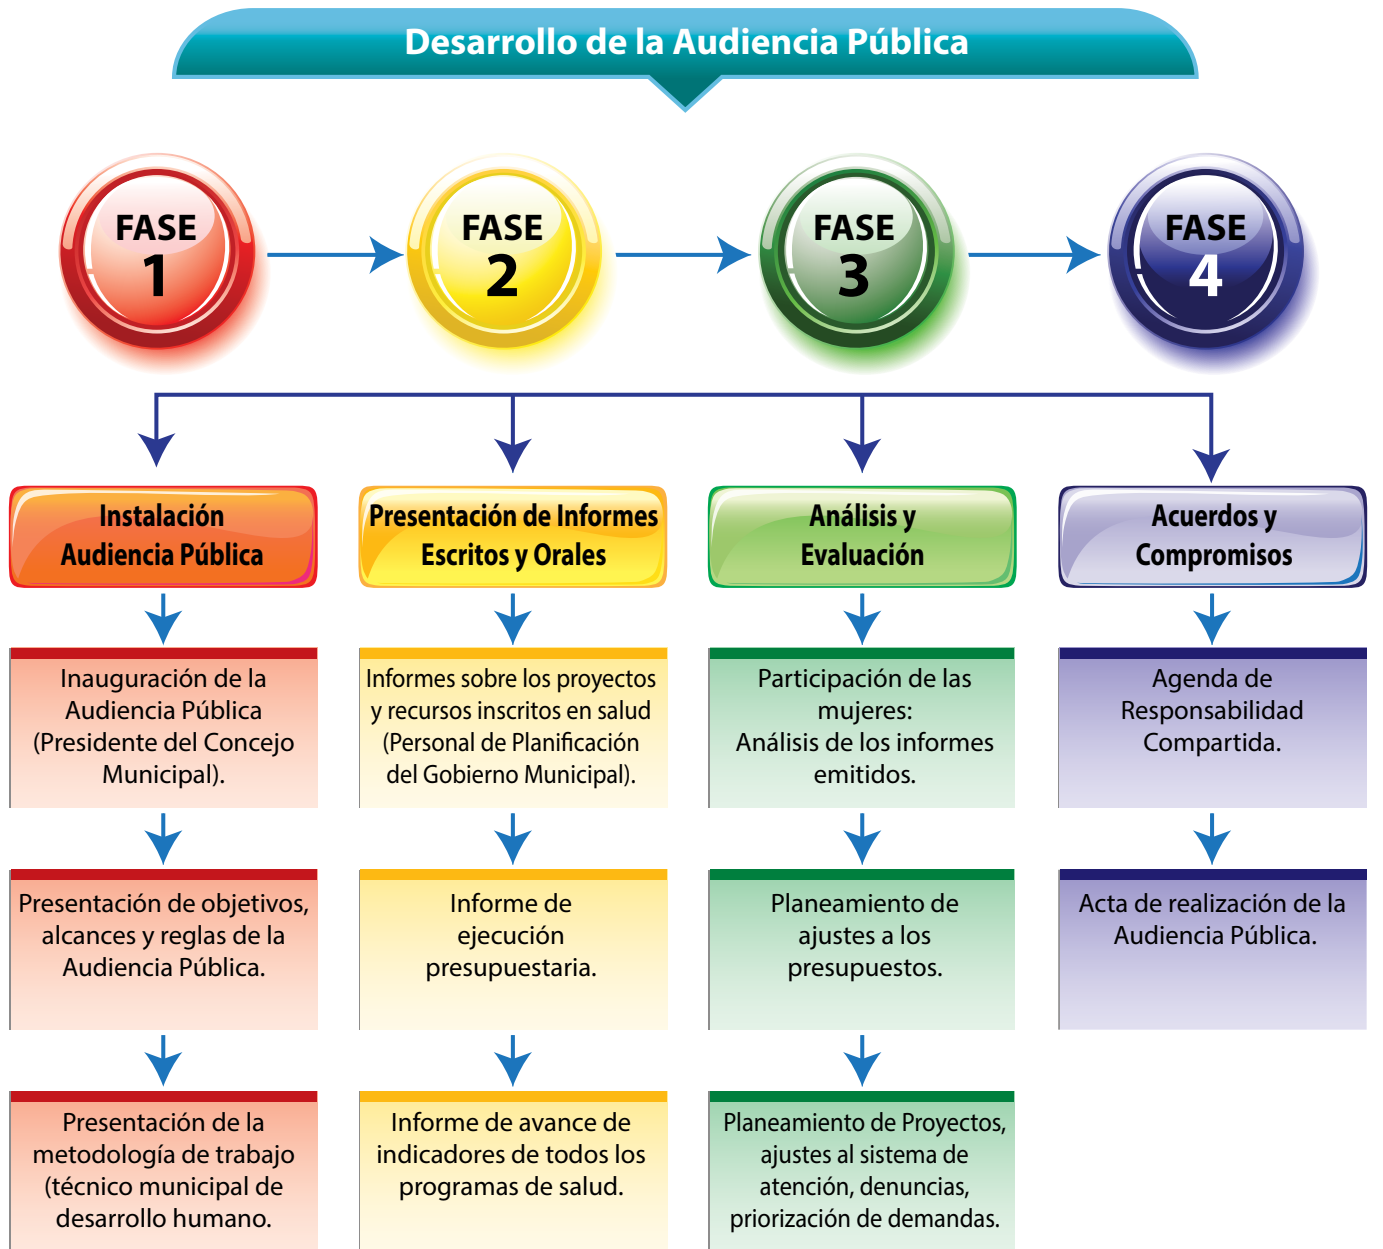 Desarrollo de la Audiencia Pública
FASE
1
FASE
2
FASE
3
FASE
4
Instalación
Audiencia Pública
Presentación de Informes
Escritos y Orales
Análisis y
Evaluación
Acuerdos y
Compromisos
Inauguración de la
Audiencia Pública
(Presidente del Concejo
Municipal).
Informes sobre los proyectos
y recursos inscritos en salud
(Personal de Planificación
del Gobierno Municipal).
Participación de las
mujeres:
Análisis de los informes
emitidos.
Agenda de
Responsabilidad
Compartida.
Presentación de objetivos,
alcances y reglas de la
Audiencia Pública.
Informe de
ejecución
presupuestaria.
Planeamiento de
ajustes a los
presupuestos.
Acta de realización de la
Audiencia Pública.
Presentación de la
metodología de trabajo
(técnico municipal de
desarrollo humano.
Informe de avance de
indicadores de todos los
programas de salud.
Planeamiento de Proyectos,
ajustes al sistema de
atención, denuncias,
priorización de demandas.